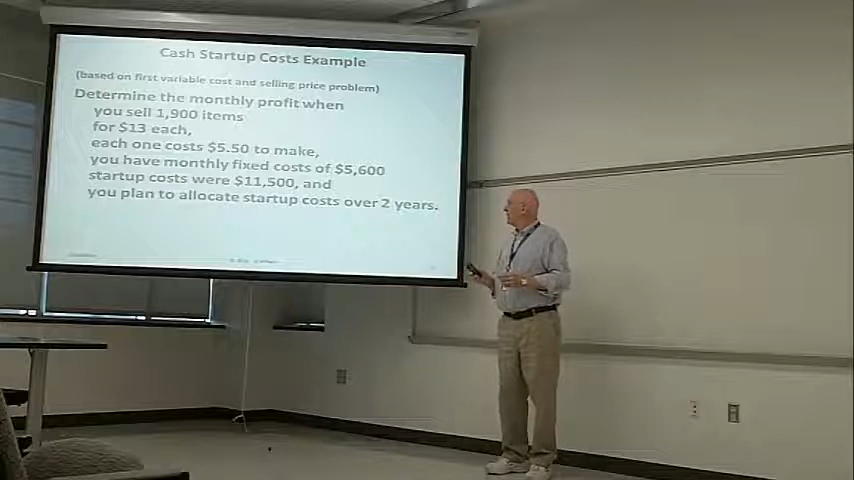 Cash Startup Costs Example
(based on first variable cost and selling price problem)
Determine the monthly profit when
you sell 1,900 items
for $13 each,
each one costs $5.50 to make,
you have monthly fixed costs of $5,600
startup costs were $11,500, and
you plan to allocate startup costs over 2 years.